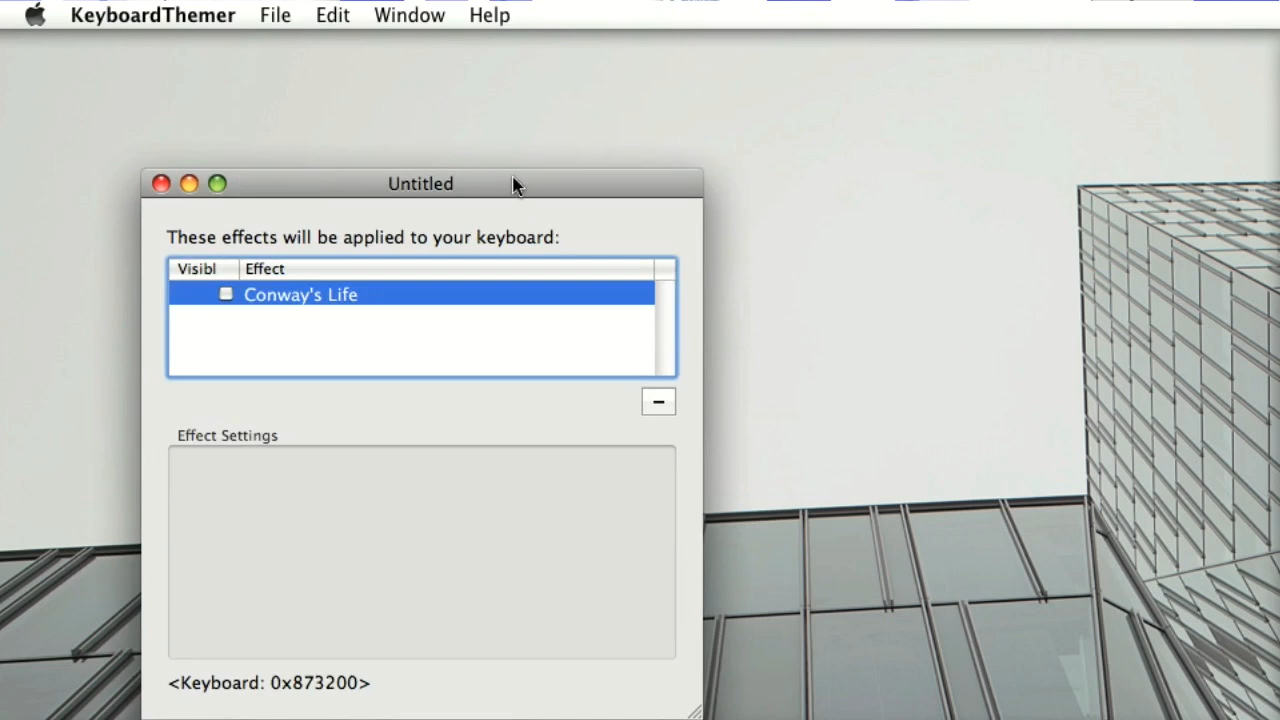 KeyboardThemer File Edit Window Help
Untitled
These effects will be applied to your keyboard:
Visibl Effect
Conway's Life
Effect Settings
<Keyboard: 0x873200>